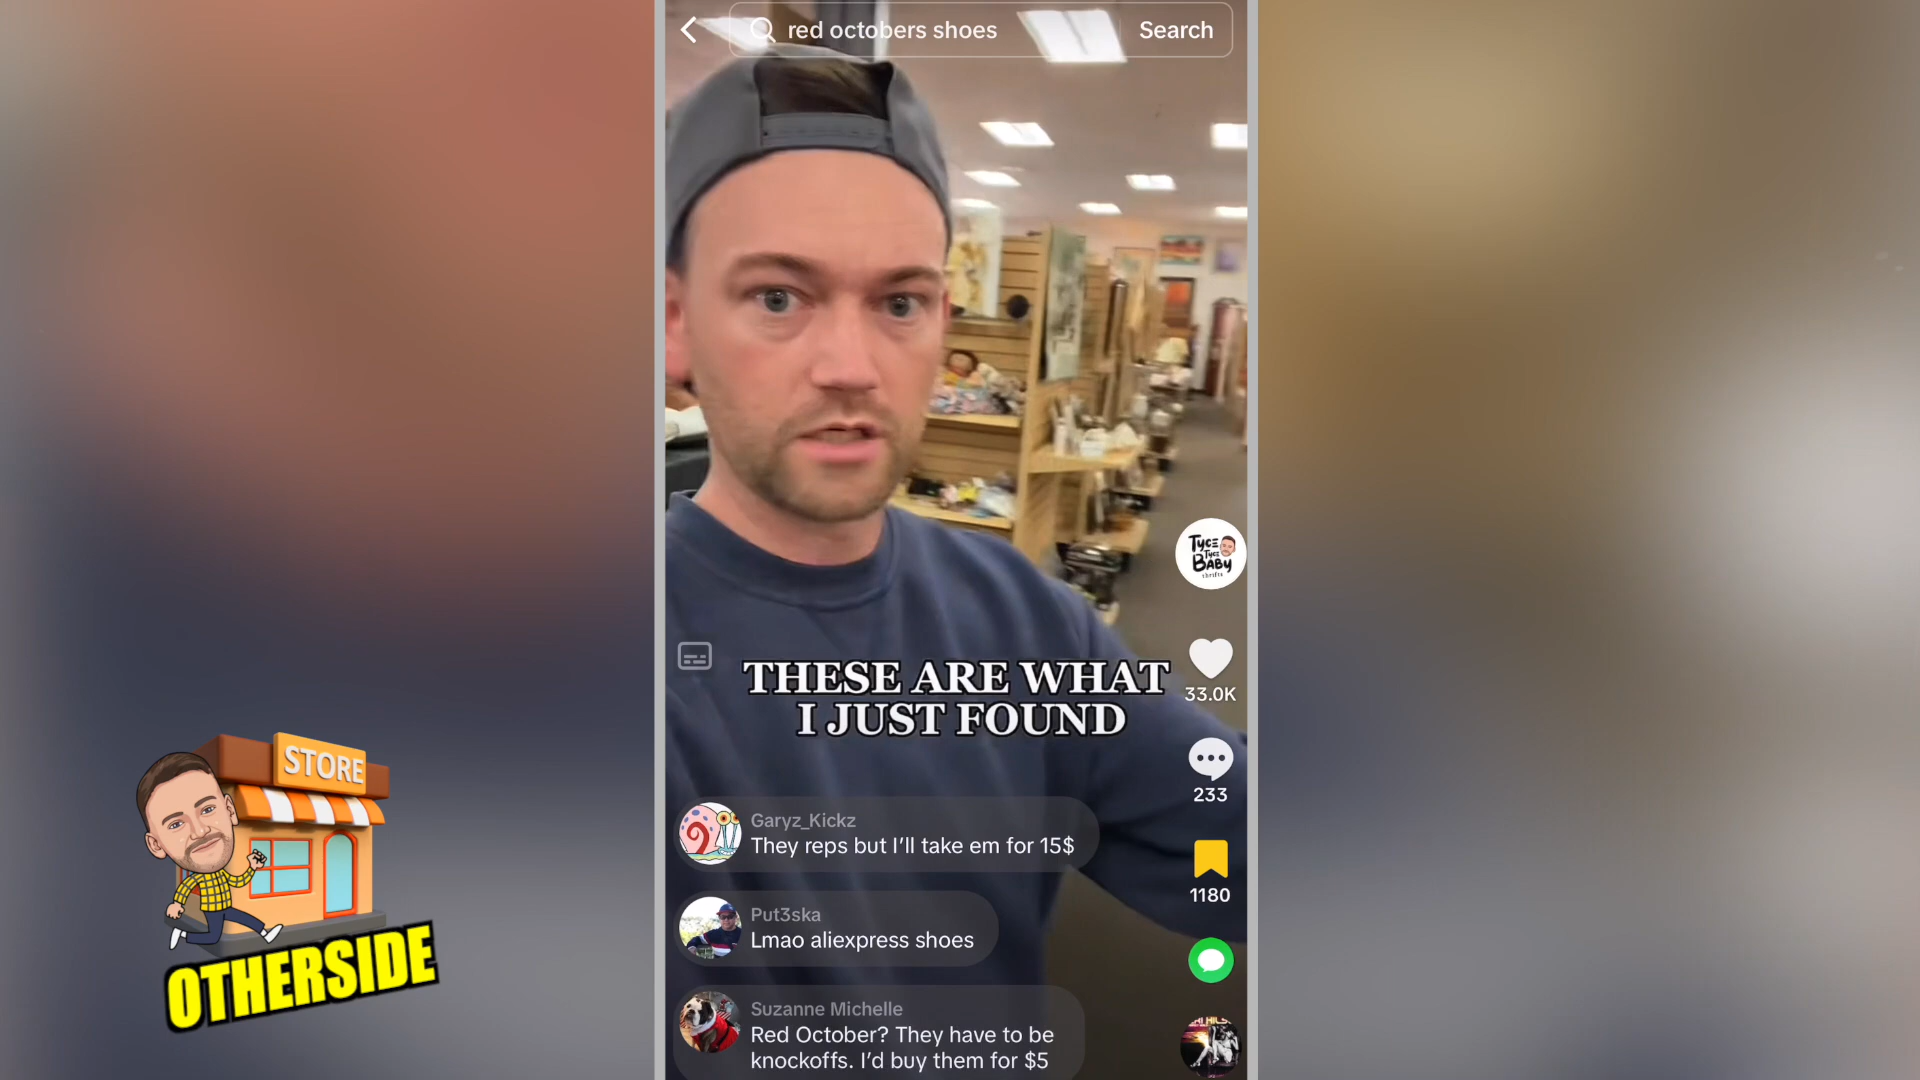 red octobers shoes
Search
Tyce
Tyce
BABY
thrifts
THESE ARE WHAT
I JUST FOUND
33.0K
233
Garyz_Kickz
They reps but I'll take em for 15$
1180
Put3ska
Lmao aliexpress shoes
Suzanne Michelle
Red October? They have to be
knockoffs. I'd buy them for $5
STORE
OTHERSIDE